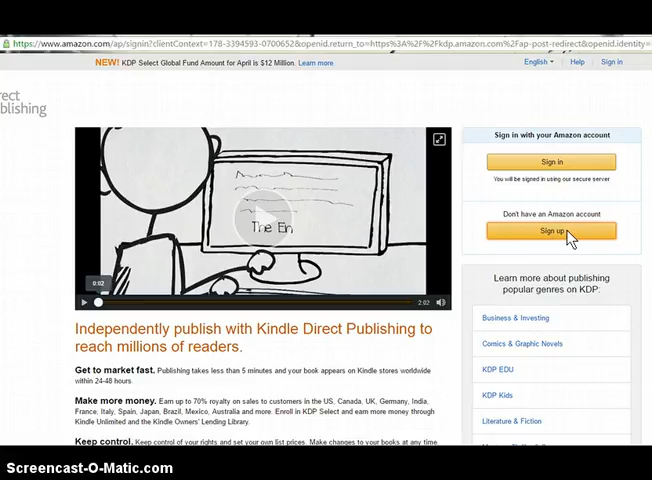 https://www.amazon.com/ap/signin?clientContext=178-3394593-0700652&openid.return_to=https%3A%2F%2Fkdp.amazon.com%2Fap-post-redirect&openid.identity=
NEW! KDP Select Global Fund Amount for April is $12 Million. Learn more
English Help Sign in
rect
ublishing
The En
0:02
2:02
Sign in with your Amazon account
Sign in
You will be signed in using our secure server
Don't have an Amazon account
Sign up
Learn more about publishing
popular genres on KDP:
Business & Investing
Comics & Graphic Novels
KDP EDU
KDP Kids
Literature & Fiction
Independently publish with Kindle Direct Publishing to
reach millions of readers.
Get to market fast. Publishing takes less than 5 minutes and your book appears on Kindle stores worldwide
within 24-48 hours.
Make more money. Earn up to 70% royalty on sales to customers in the US, Canada, UK, Germany, India,
France, Italy, Spain, Japan, Brazil, Mexico, Australia and more. Enroll in KDP Select and earn more money through
Kindle Unlimited and the Kindle Owners' Lending Library.
Keep control. Keep control of your rights and set your own list prices. Make changes to your books at any time
Screencast-O-Matic.com